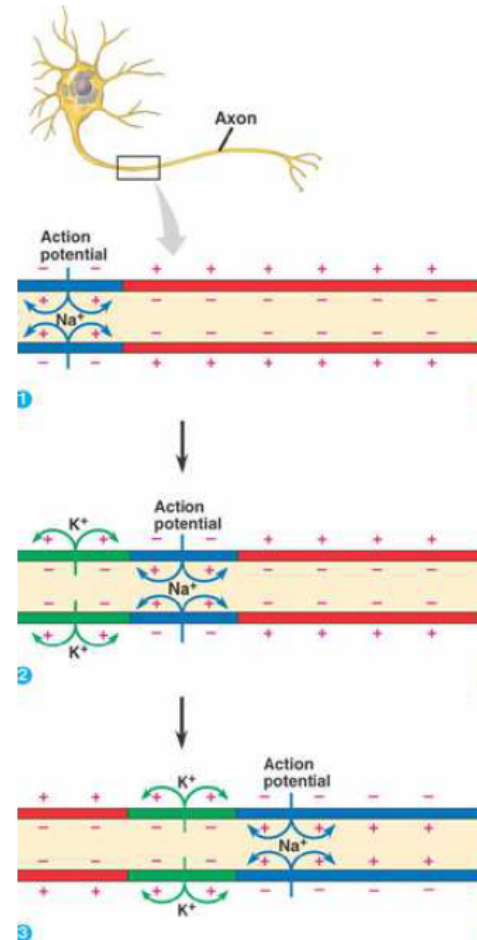 Axon
Action
potential
− − + + + + + +
+ + − − − − − −
Na⁺
+ + − − − − − −
− − + + + + + +
1
K⁺
Action
potential
+ + − − + + + +
− − + + − − − −
Na⁺
− − + + − − − −
+ + − − + + + +
K⁺
2
Action
potential
K⁺
+ + + + − − − −
− − − − + + + +
Na⁺
− − − − + + + +
+ + + + − − − −
K⁺
3